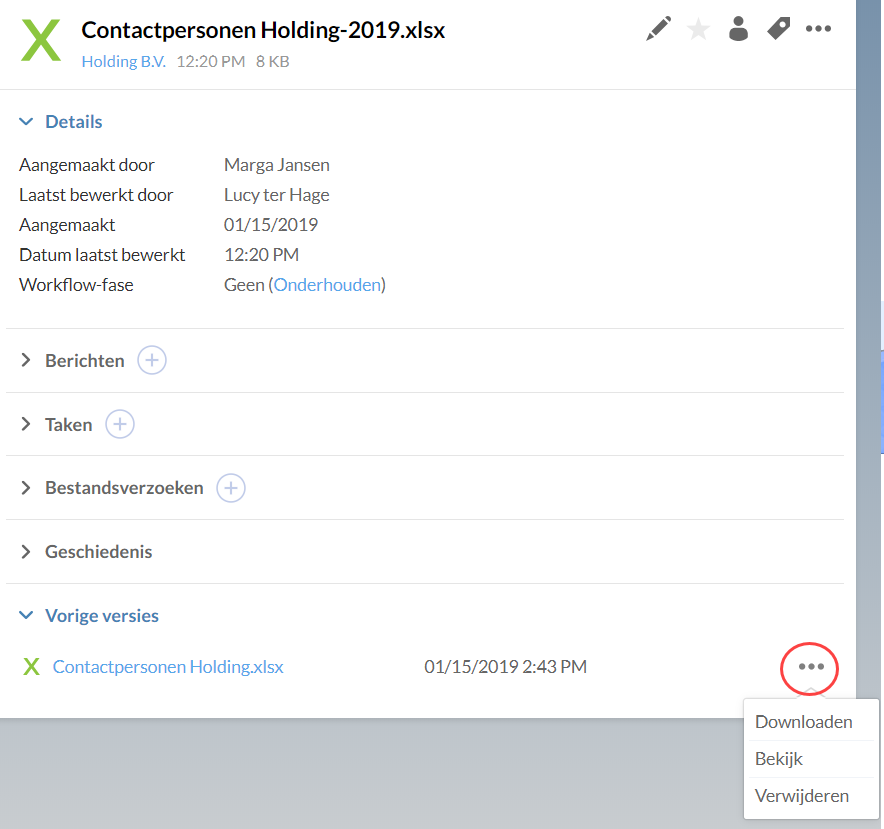 Contactpersonen Holding-2019.xlsx
Holding B.V. 12:20 PM 8 KB
Details
Aangemaakt door Marga Jansen
Laatst bewerkt door Lucy ter Hage
Aangemaakt 01/15/2019
Datum laatst bewerkt 12:20 PM
Workflow-fase Geen (Onderhouden)
Berichten
Taken
Bestandsverzoeken
Geschiedenis
Vorige versies
Contactpersonen Holding.xlsx 01/15/2019 2:43 PM
Downloaden
Bekijk
Verwijderen